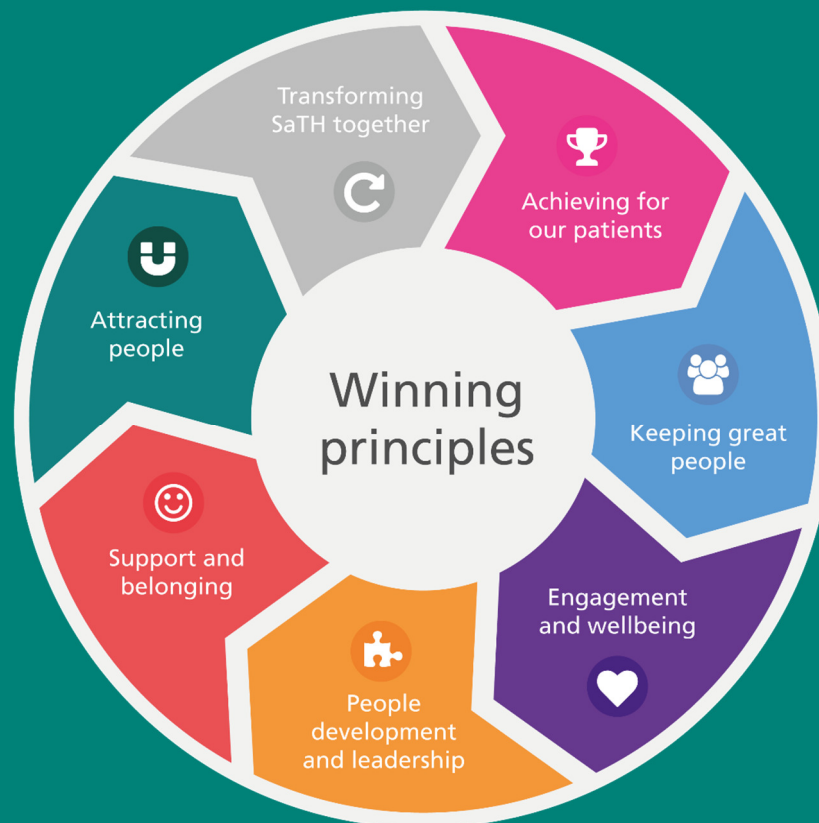 Winning
principles
Transforming
SaTH together
Achieving for
our patients
Keeping great
people
Engagement
and wellbeing
People
development
and leadership
Support and
belonging
Attracting
people